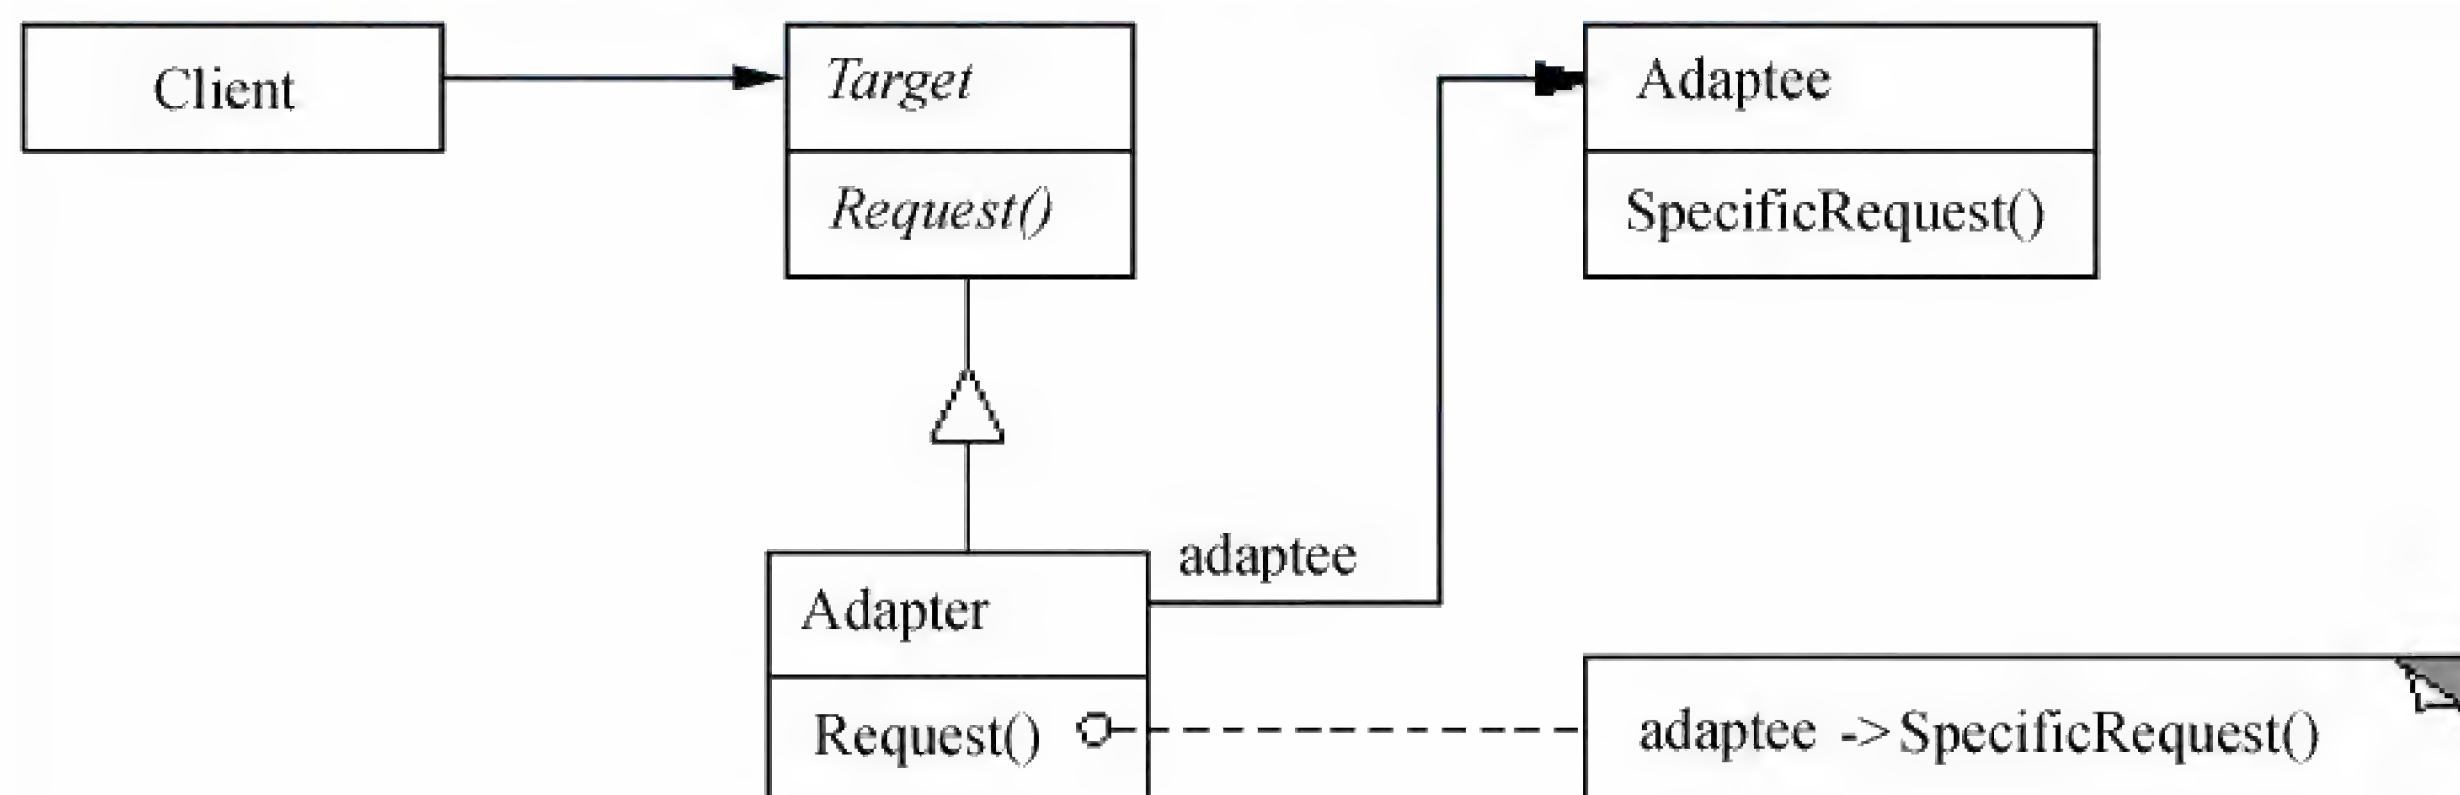 Client
Target
Request()
Adaptee
SpecificRequest()
adaptee
Adapter
Request()
adaptee ->SpecificRequest()